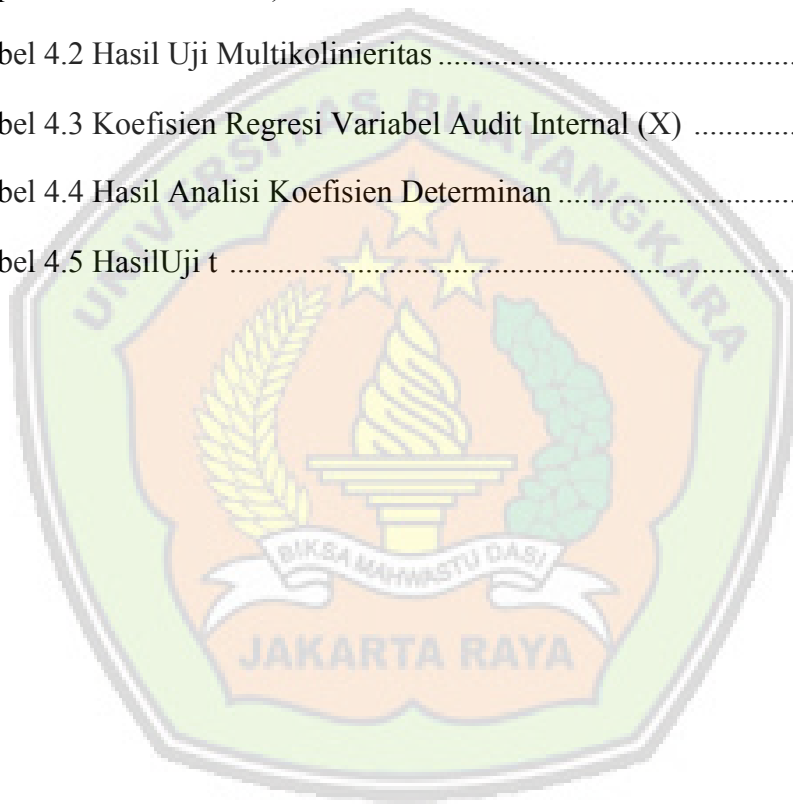 bel 4.2 Hasil Uji Multikolinieritas ........................................
bel 4.3 Koefisien Regresi Variabel Audit Internal (X) .............
bel 4.4 Hasil Analisi Koefisien Determinan ............................
bel 4.5 HasilUji t ......................................................................
UNIVERSITAS BHAYANGKARA
BIKSA MAHWASTU DASI
JAKARTA RAYA